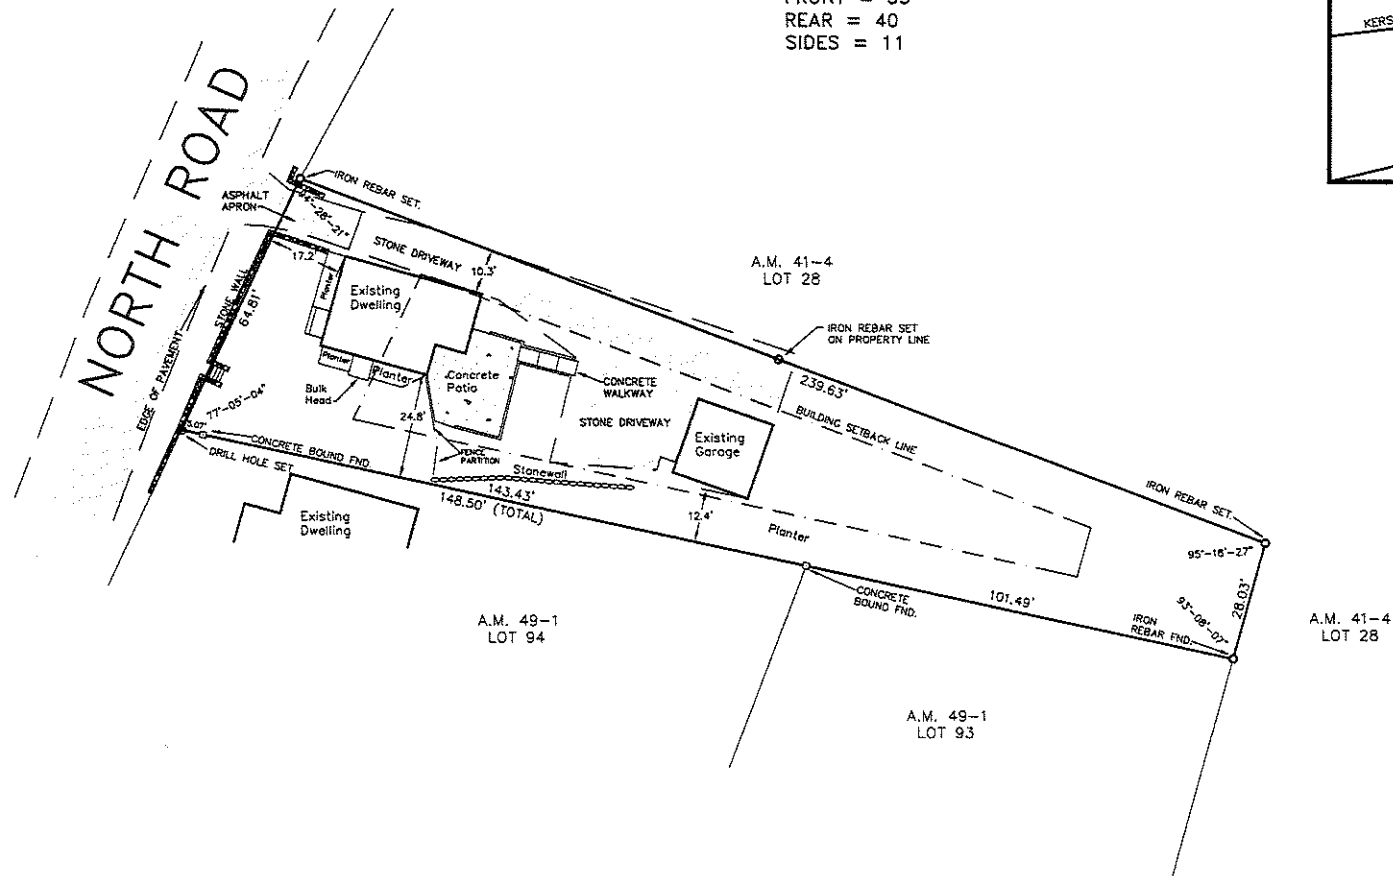 REAR = 40
SIDES = 11
KERS
NORTH ROAD
IRON REBAR SET.
ASPHALT
APRON
STONE DRIVEWAY
17.2'
10.3'
A.M. 41-4
LOT 28
Planter
Existing
Dwelling
STONE WALL
64.81'
IRON REBAR SET
ON PROPERTY LINE
EDGE OF PAVEMENT
Planter
Planter
Bulk
Head
Concrete
Patio
CONCRETE
WALKWAY
239.63'
BUILDING SETBACK LINE
77°-05'-04"
24.8'
STONE DRIVEWAY
Existing
Garage
5.07'
CONCRETE BOUND FND.
DRILL HOLE SET
FENCE
PARTITION
Stonewall
143.43'
148.50' (TOTAL)
12.4'
Planter
IRON REBAR SET.
95°-16'-27"
Existing
Dwelling
CONCRETE
BOUND FND.
101.49'
28.03'
93°-08'-07"
IRON
REBAR FND.
A.M. 49-1
LOT 94
A.M. 41-4
LOT 28
A.M. 49-1
LOT 93